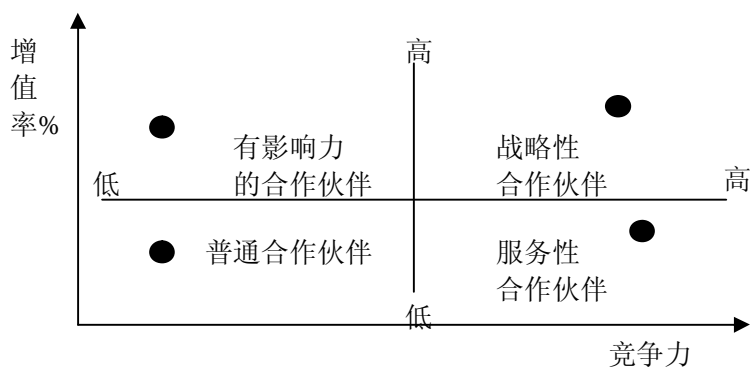 增
值
率%
高
有影响力
的合作伙伴
战略性
合作伙伴
低
高
普通合作伙伴
服务性
合作伙伴
低
竞争力